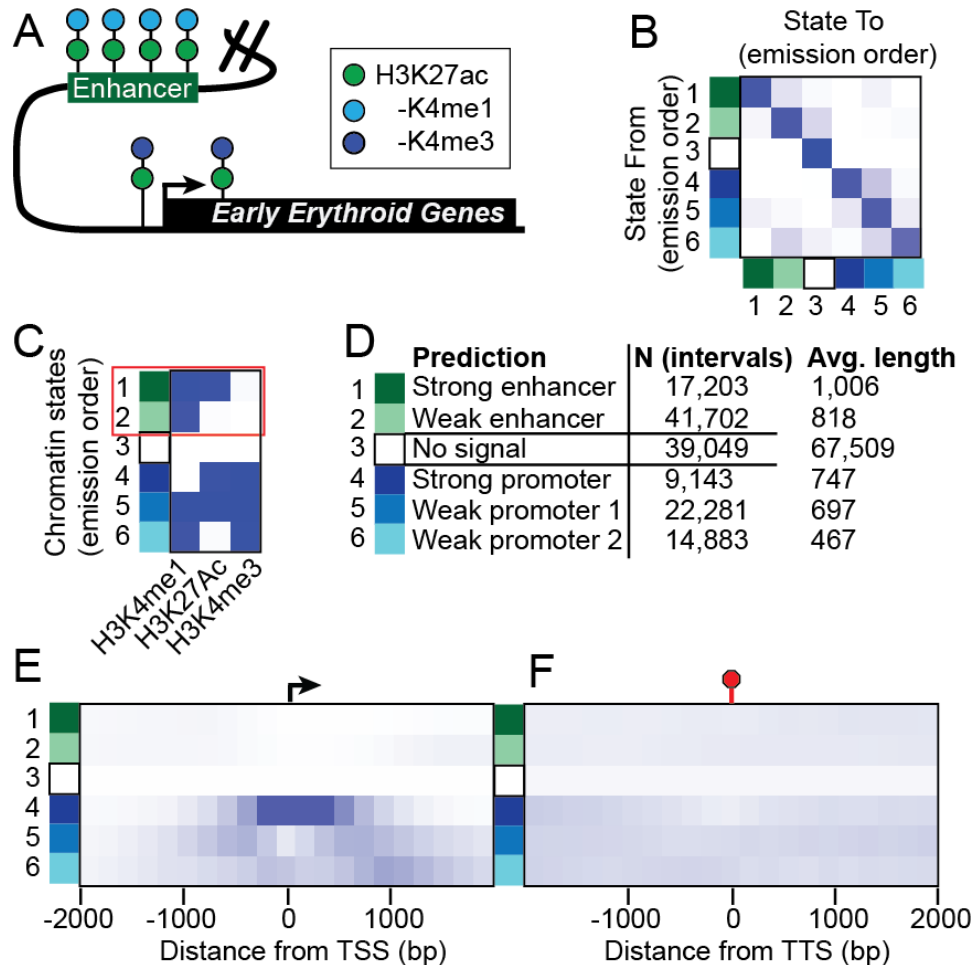 A
Enhancer
H3K27ac
-K4me1
-K4me3
Early Erythroid Genes
B
State To
(emission order)
State From
(emission order)
1
2
3
4
5
6
1 2 3 4 5 6
C
Chromatin states
(emission order)
1
2
3
4
5
6
H3K4me1
H3K27Ac
H3K4me3
D
Prediction N (intervals) Avg. length
1 Strong enhancer 17,203 1,006
2 Weak enhancer 41,702 818
3 No signal 39,049 67,509
4 Strong promoter 9,143 747
5 Weak promoter 1 22,281 697
6 Weak promoter 2 14,883 467
E
1
2
3
4
5
6
-2000 -1000 0 1000
Distance from TSS (bp)
F
-1000 0 1000 2000
Distance from TTS (bp)